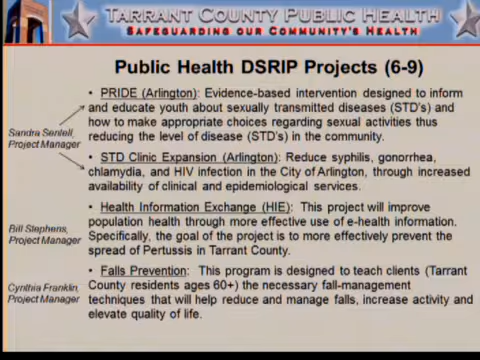 TARRANT COUNTY PUBLIC HEALTH
SAFEGUARDING OUR COMMUNITY'S HEALTH
Public Health DSRIP Projects (6-9)
• PRIDE (Arlington): Evidence-based intervention designed to inform
and educate youth about sexually transmitted diseases (STD's) and
how to make appropriate choices regarding sexual activities thus
reducing the level of disease (STD's) in the community.
Sandra Sentell,
Project Manager
• STD Clinic Expansion (Arlington): Reduce syphilis, gonorrhea,
chlamydia, and HIV infection in the City of Arlington, through increased
availability of clinical and epidemiological services.
• Health Information Exchange (HIE): This project will improve
population health through more effective use of e-health information.
Specifically, the goal of the project is to more effectively prevent the
spread of Pertussis in Tarrant County.
Bill Stephens,
Project Manager
• Falls Prevention: This program is designed to teach clients (Tarrant
County residents ages 60+) the necessary fall-management
techniques that will help reduce and manage falls, increase activity and
elevate quality of life.
Cynthia Franklin,
Project Manager